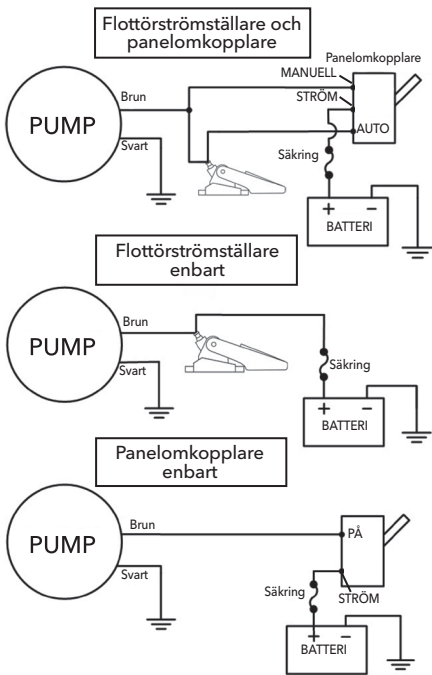 Flottörströmställare och
panelomkopplare
Panelomkopplare
MANUELL
Brun
STRÖM
PUMP
AUTO
Svart
Säkring
+ −
BATTERI
Flottörströmställare
enbart
Brun
PUMP
Säkring
Svart
+ −
BATTERI
Panelomkopplare
enbart
Brun
PÅ
PUMP
Svart
Säkring
STRÖM
+ −
BATTERI